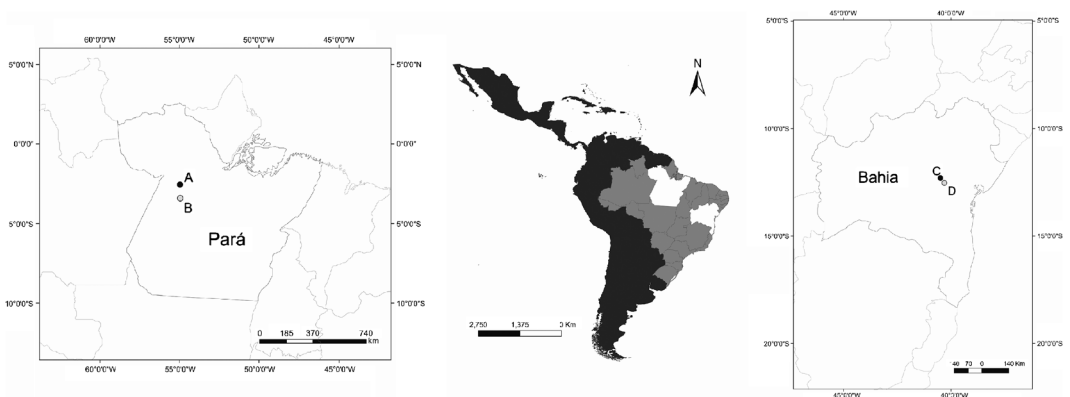 60°0'0"W 55°0'0"W 50°0'0"W 45°0'0"W
5°0'0"N 5°0'0"N
0°0'0" 0°0'0"
5°0'0"S 5°0'0"S
10°0'0"S 10°0'0"S
A
B
Pará
0 185 370 740
km
60°0'0"W 55°0'0"W 50°0'0"W 45°0'0"W
N
2,750 1,375 0 Km
45°0'0"W 40°0'0"W
5°0'0"S 5°0'0"S
10°0'0"S 10°0'0"S
Bahia
C
D
15°0'0"S 15°0'0"S
20°0'0"S 20°0'0"S
140 70 0 140 Km
45°0'0"W 40°0'0"W